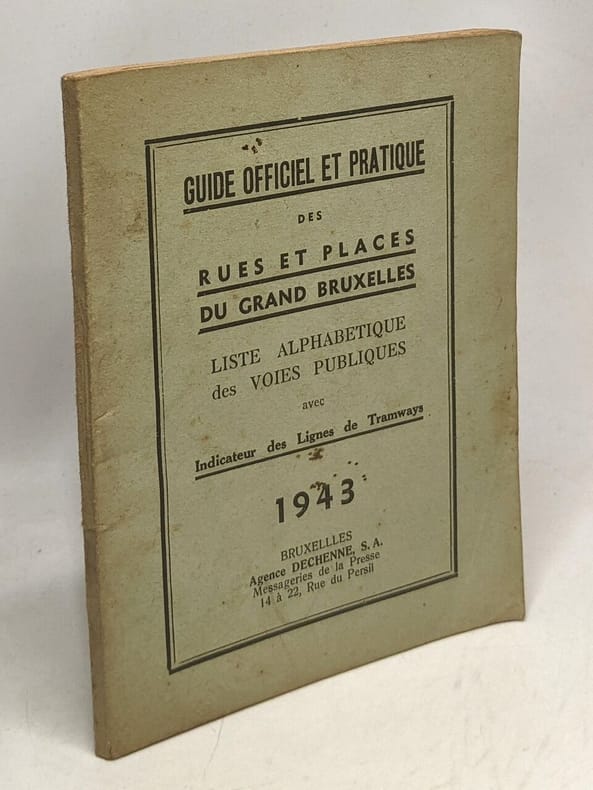 GUIDE OFFICIEL ET PRATIQUE
DES
RUES ET PLACES
DU GRAND BRUXELLES
LISTE ALPHABETIQUE
des VOIES PUBLIQUES
avec
Indicateur des Lignes de Tramways
1943
BRUXELLLES
Agence DECHENNE, S. A.
Messageries de la Presse
14 à 22, Rue du Persil